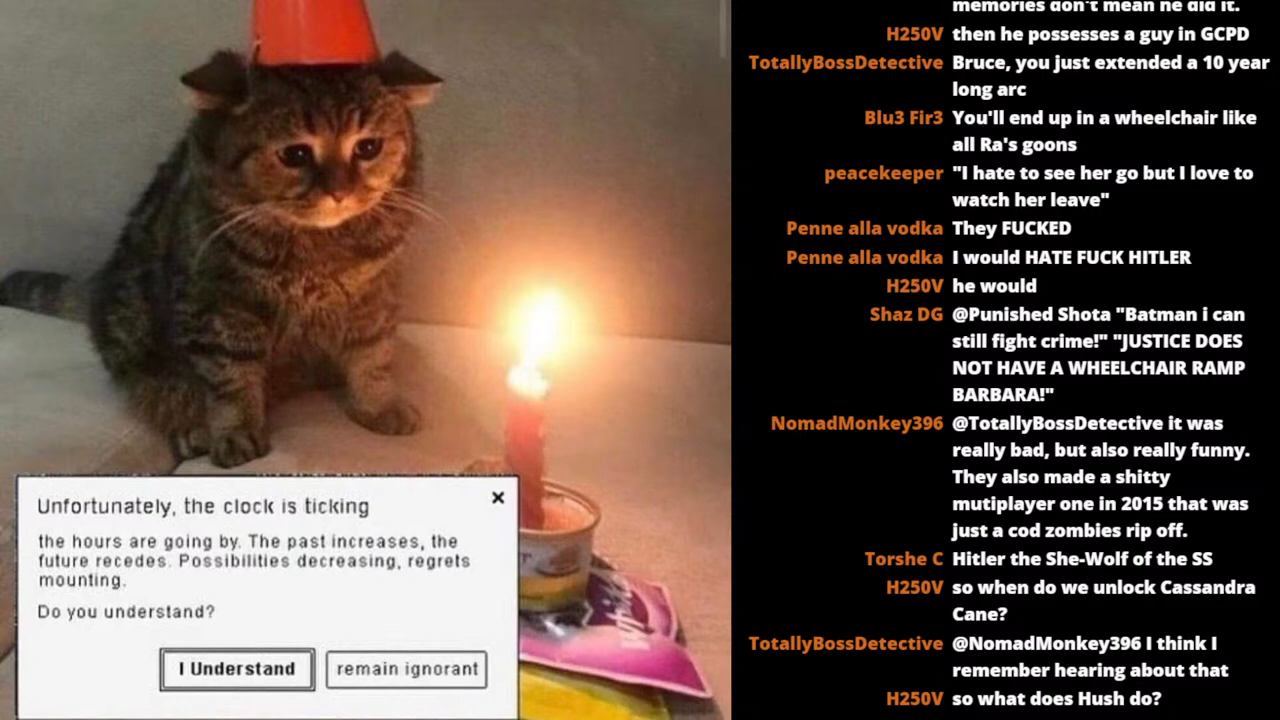 Unfortunately, the clock is ticking
the hours are going by. The past increases, the
future recedes. Possibilities decreasing, regrets
mounting.
Do you understand?
I Understand
remain ignorant
memories don't mean he did it.
H250V then he possesses a guy in GCPD
TotallyBossDetective Bruce, you just extended a 10 year
long arc
Blu3 Fir3 You'll end up in a wheelchair like
all Ra's goons
peacekeeper "I hate to see her go but I love to
watch her leave"
Penne alla vodka They FUCKED
Penne alla vodka I would HATE FUCK HITLER
H250V he would
Shaz DG @Punished Shota "Batman i can
still fight crime!" "JUSTICE DOES
NOT HAVE A WHEELCHAIR RAMP
BARBARA!"
NomadMonkey396 @TotallyBossDetective it was
really bad, but also really funny.
They also made a shitty
mutiplayer one in 2015 that was
just a cod zombies rip off.
Torshe C Hitler the She-Wolf of the SS
H250V so when do we unlock Cassandra
Cane?
TotallyBossDetective @NomadMonkey396 I think I
remember hearing about that
H250V so what does Hush do?